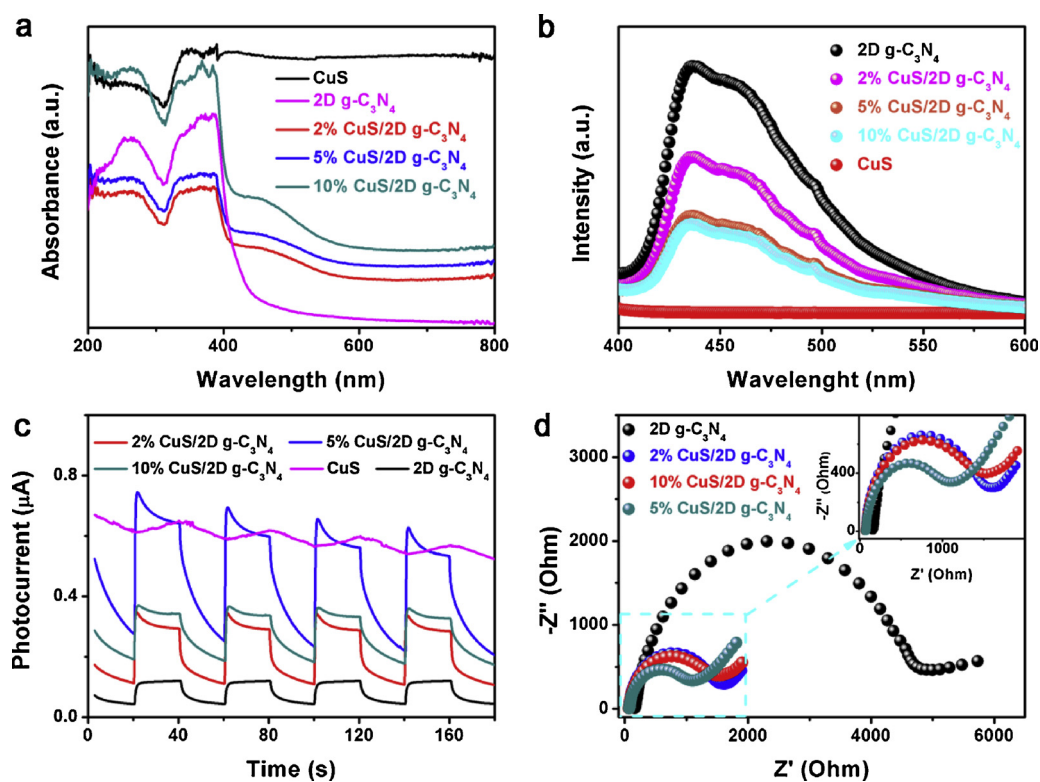 a
Absorbance (a.u.)
CuS
2D g-C₃N₄
2% CuS/2D g-C₃N₄
5% CuS/2D g-C₃N₄
10% CuS/2D g-C₃N₄
200 400 600 800
Wavelength (nm)
b
Intensity (a.u.)
2D g-C₃N₄
2% CuS/2D g-C₃N₄
5% CuS/2D g-C₃N₄
10% CuS/2D g-C₃N₄
CuS
400 450 500 550 600
Wavelenght (nm)
c
Photocurrent (μA)
2% CuS/2D g-C₃N₄ 5% CuS/2D g-C₃N₄
10% CuS/2D g-C₃N₄ CuS 2D g-C₃N₄
0.8
0.4
0.0
0 40 80 120 160
Time (s)
d
-Z'' (Ohm)
3000
2000
1000
0
2D g-C₃N₄
2% CuS/2D g-C₃N₄
10% CuS/2D g-C₃N₄
5% CuS/2D g-C₃N₄
-Z'' (Ohm)
800
400
0
0 1000
Z' (Ohm)
0 2000 4000 6000
Z' (Ohm)